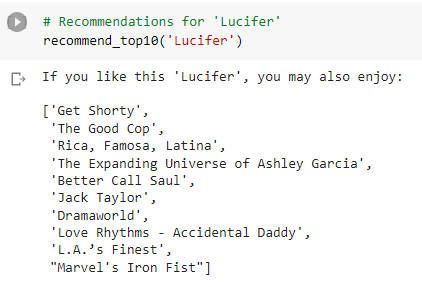 # Recommendations for 'Lucifer'
recommend_top10('Lucifer')
If you like this 'Lucifer', you may also enjoy:
['Get Shorty',
'The Good Cop',
'Rica, Famosa, Latina',
'The Expanding Universe of Ashley Garcia',
'Better Call Saul',
'Jack Taylor',
'Dramaworld',
'Love Rhythms - Accidental Daddy',
'L.A.’s Finest',
"Marvel's Iron Fist"]